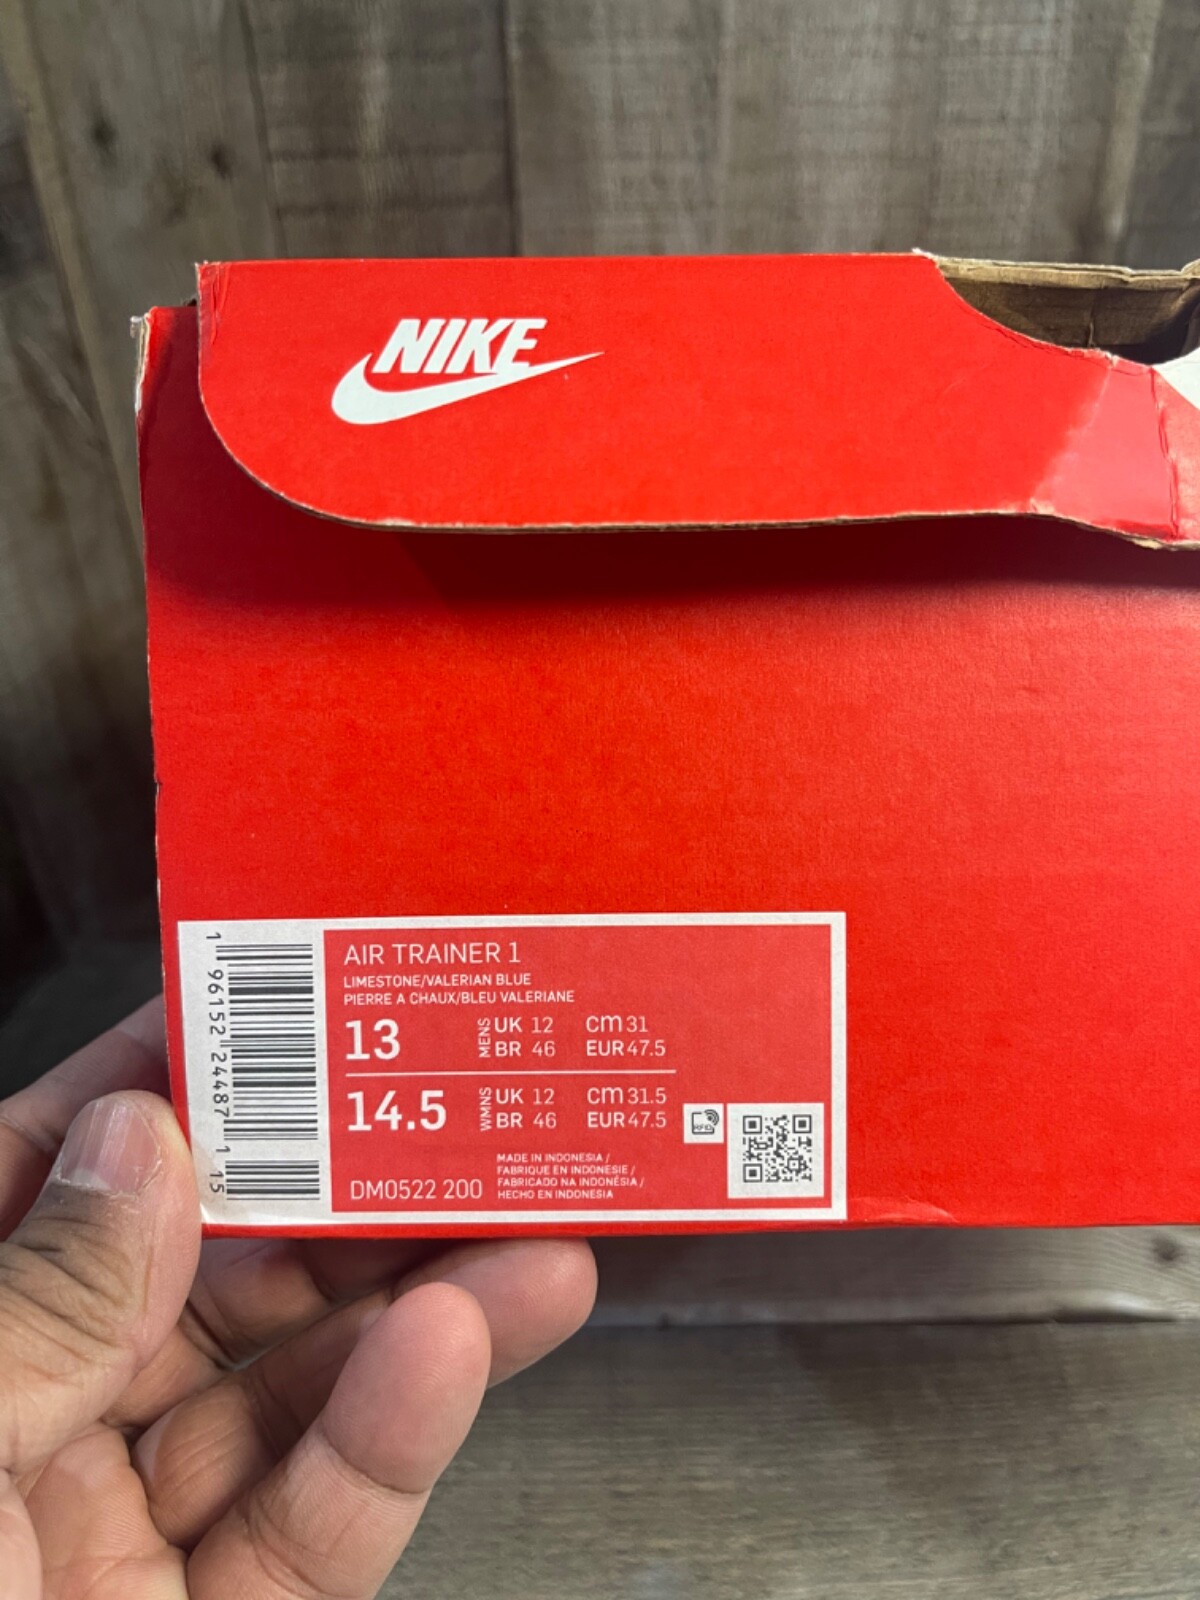 NIKE
AIR TRAINER 1
LIMESTONE/VALERIAN BLUE
PIERRE A CHAUX/BLEU VALERIANE
13 MENS UK 12 CM 31
BR 46 EUR 47.5
14.5 WMNS UK 12 CM 31.5
BR 46 EUR 47.5
RFID
MADE IN INDONESIA /
FABRIQUE EN INDONESIE /
FABRICADO NA INDONÉSIA /
HECHO EN INDONESIA
DM0522 200
1 96152 24487 1 15